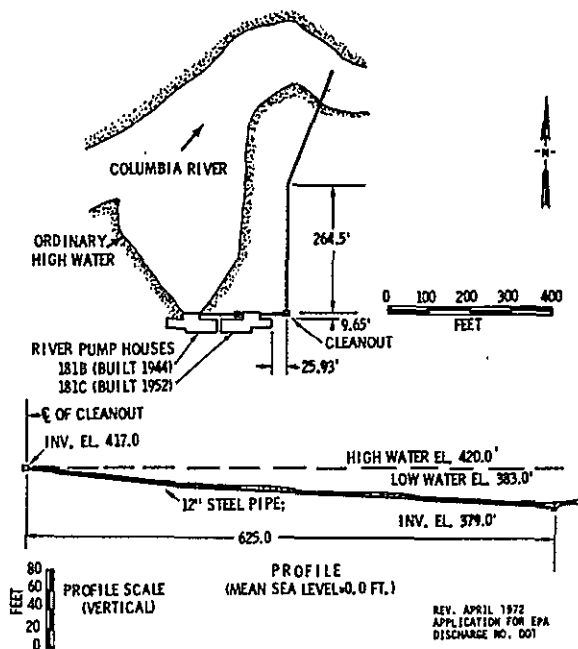 COLUMBIA RIVER
-N-
ORDINARY
HIGH WATER
264.5'
0 100 200 300 400
FEET
9.65'
CLEANOUT
RIVER PUMP HOUSES
181B (BUILT 1944)
181C (BUILT 1952)
25.93'
℄ OF CLEANOUT
INV. EL. 417.0
HIGH WATER EL. 420.0'
LOW WATER EL. 383.0'
12" STEEL PIPE;
INV. EL. 379.0'
625.0
PROFILE
(MEAN SEA LEVEL=0.0 FT.)
80
60
40
20
0
FEET
PROFILE SCALE
(VERTICAL)
REV. APRIL 1972
APPLICATION FOR EPA
DISCHARGE NO. 001